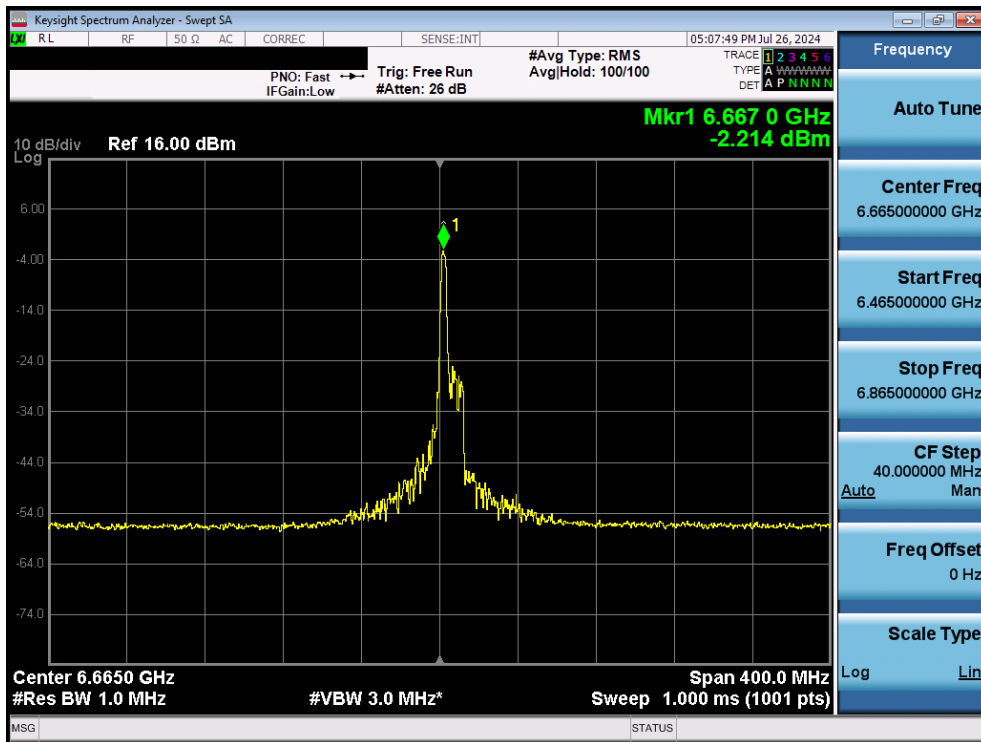 Keysight Spectrum Analyzer - Swept SA
LXI RL RF 50 Ω AC CORREC SENSE:INT 05:07:49 PM Jul 26, 2024
#Avg Type: RMS TRACE 1 2 3 4 5 6
PNO: Fast Trig: Free Run Avg|Hold: 100/100 TYPE A WWWWW
IFGain:Low #Atten: 26 dB DET A P N N N N
Mkr1 6.667 0 GHz
-2.214 dBm
10 dB/div Ref 16.00 dBm
Log
1
6.00
-4.00
-14.0
-24.0
-34.0
-44.0
-54.0
-64.0
-74.0
Center 6.6650 GHz Span 400.0 MHz
#Res BW 1.0 MHz #VBW 3.0 MHz* Sweep 1.000 ms (1001 pts)
MSG STATUS
Frequency
Auto Tune
Center Freq
6.665000000 GHz
Start Freq
6.465000000 GHz
Stop Freq
6.865000000 GHz
CF Step
40.000000 MHz
Auto Man
Freq Offset
0 Hz
Scale Type
Log Lin